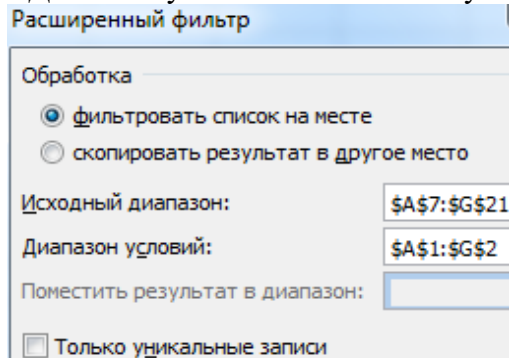 Расширенный фильтр
Обработка
фильтровать список на месте
скопировать результат в другое место
Исходный диапазон: $A$7:$G$21
Диапазон условий: $A$1:$G$2
Поместить результат в диапазон:
Только уникальные записи